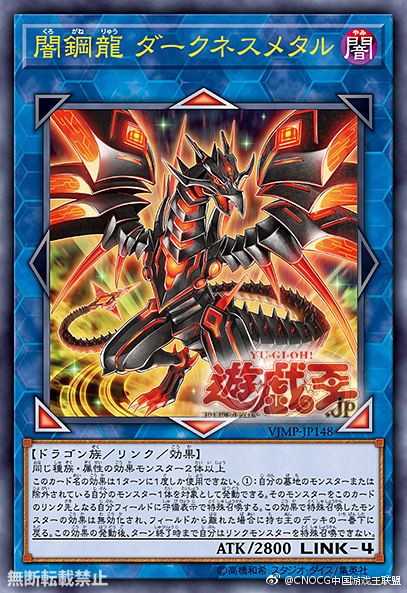 くろがねりゅう やみ
闇鋼龍 ダークネスメタル 闇
YU-GI-OH!
遊戯王.jp
VJMP-JP148
【ドラゴン族／リンク／効果】
同じ種族・属性の効果モンスター２体以上
このカード名の効果は１ターンに１度しか使用できない。①：自分の墓地のモンスターまたは
除外されている自分のモンスター１体を対象として発動できる。そのモンスターをこのカード
のリンク先となる自分フィールドに守備表示で特殊召喚する。この効果で特殊召喚したモン
スターの効果は無効化され、フィールドから離れた場合に持ち主のデッキの一番下に
戻る。この効果の発動後、ターン終了時まで自分はリンクモンスターを特殊召喚できない。
ATK/2800 LINK-4
無断転載禁止
©高橋和希 スタジオ・ダイス/集英社
@CNOCG中国游戏王联盟